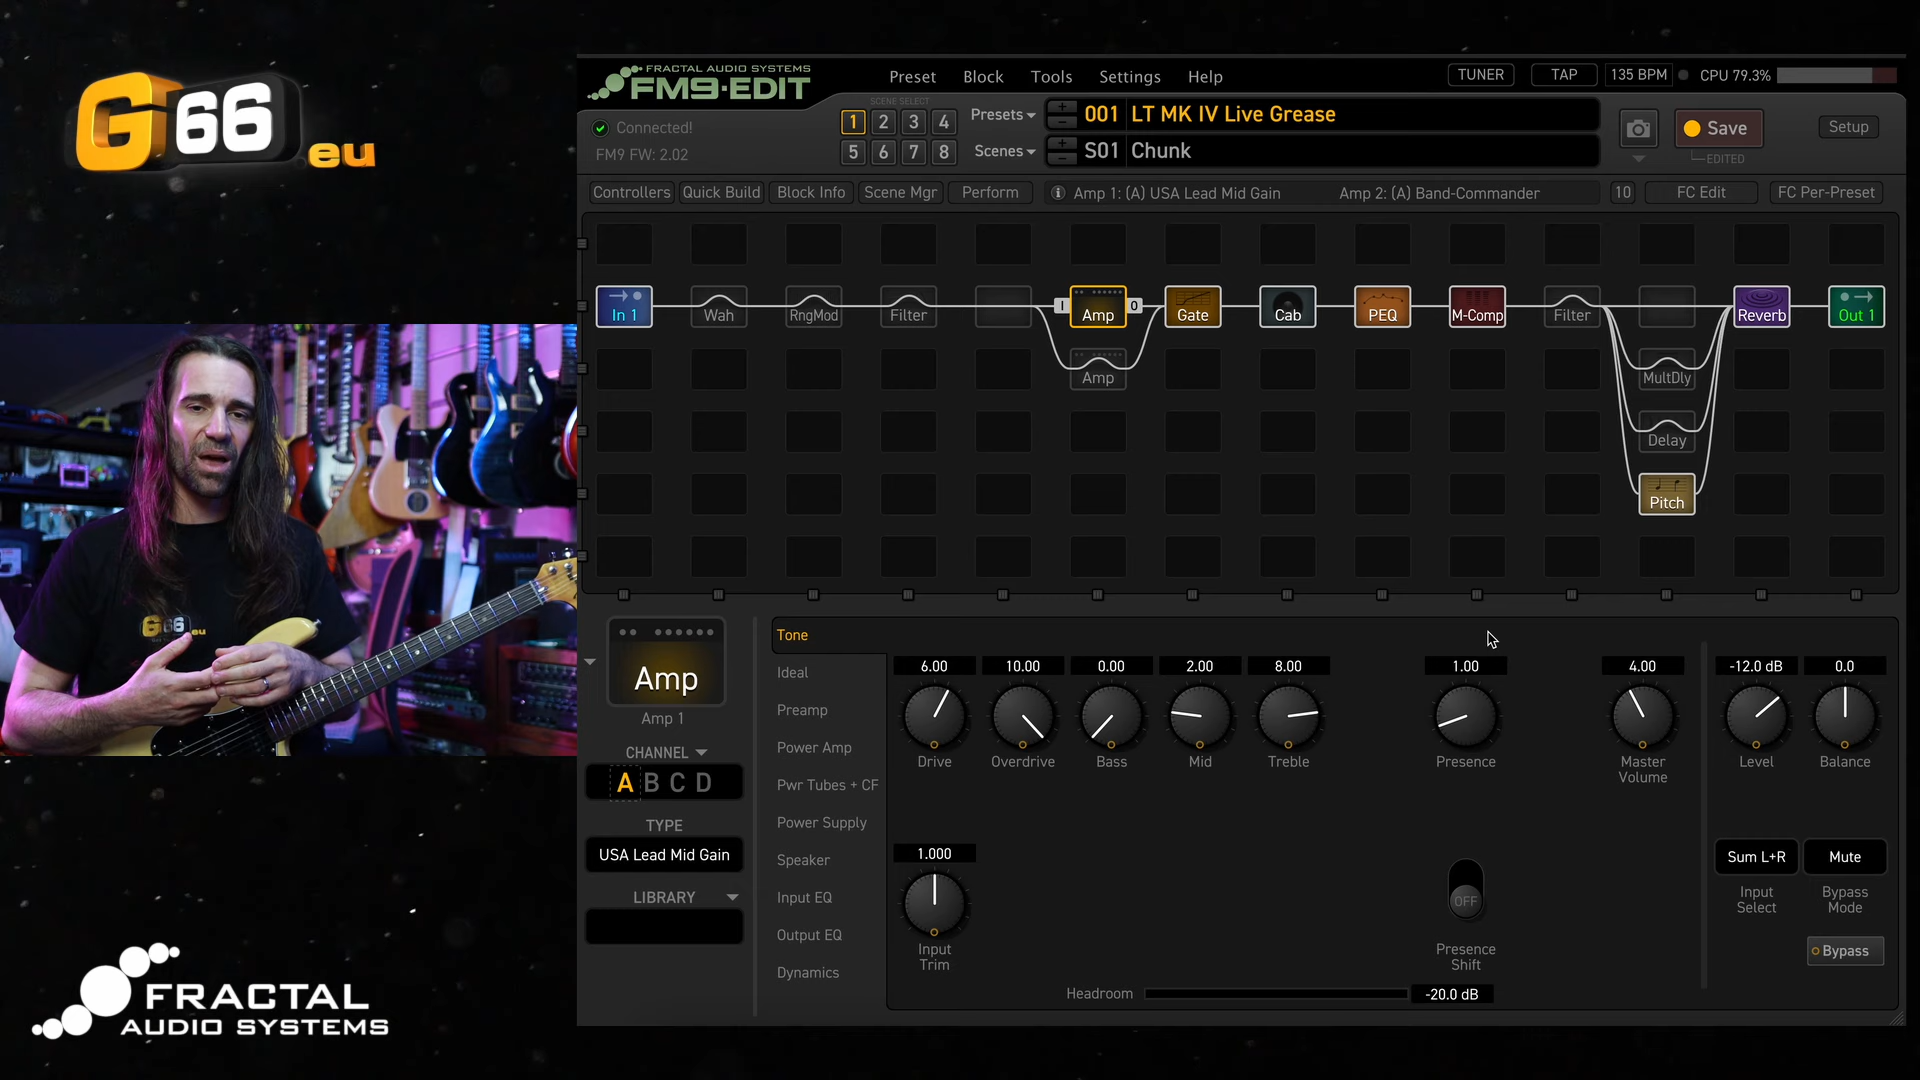 G66.eu
FRACTAL AUDIO SYSTEMS
FM9-EDIT
Preset Block Tools Settings Help
TUNER TAP 135 BPM CPU 79.3%
Connected!
FM9 FW: 2.02
SCENE SELECT
1 2 3 4
5 6 7 8
Presets 001 LT MK IV Live Grease
Scenes S01 Chunk
Save
EDITED
Setup
Controllers Quick Build Block Info Scene Mgr Perform
Amp 1: (A) USA Lead Mid Gain Amp 2: (A) Band-Commander
10 FC Edit FC Per-Preset
In 1 Wah RngMod Filter I Amp O Gate Cab PEQ M-Comp Filter Reverb Out 1
Amp MultDly
Delay
Pitch
G66.eu
Amp
Amp 1
CHANNEL
A B C D
TYPE
USA Lead Mid Gain
LIBRARY
Tone
Ideal
Preamp
Power Amp
Pwr Tubes + CF
Power Supply
Speaker
Input EQ
Output EQ
Dynamics
6.00 10.00 0.00 2.00 8.00 1.00 4.00 -12.0 dB 0.0
Drive Overdrive Bass Mid Treble Presence Master Volume Level Balance
1.000
Input
Trim
OFF
Presence
Shift
Sum L+R Mute
Input Select
Bypass Mode
Bypass
Headroom -20.0 dB
FRACTAL
AUDIO SYSTEMS